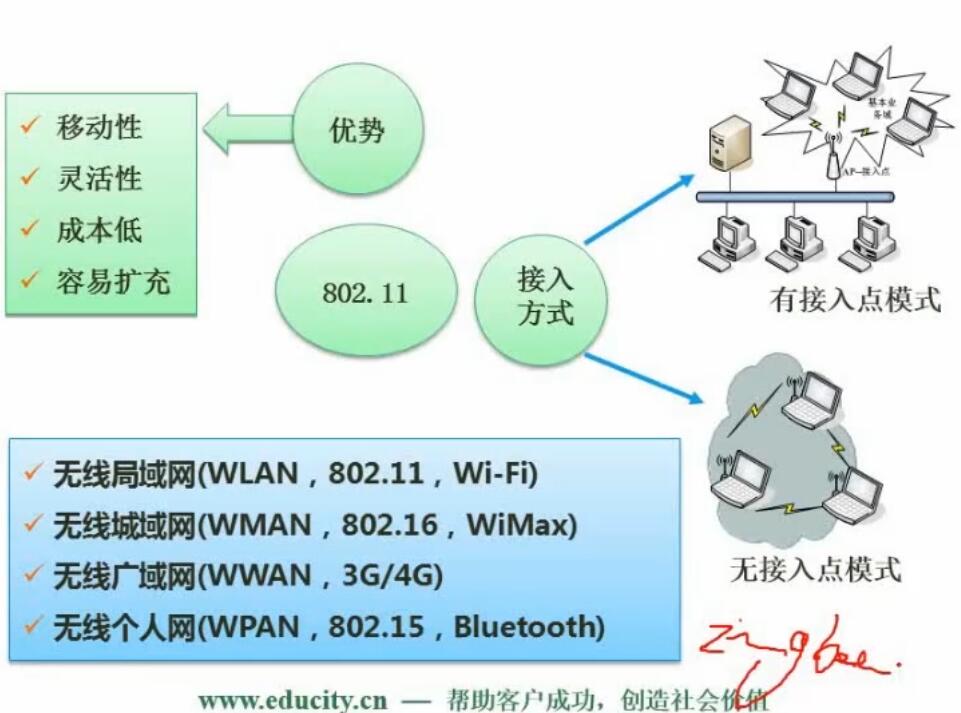 优势
移动性
灵活性
成本低
容易扩充
802.11
接入
方式
基本业
务域
AP—接入点
有接入点模式
无接入点模式
无线局域网(WLAN，802.11，Wi-Fi)
无线城域网(WMAN，802.16，WiMax)
无线广域网(WWAN，3G/4G)
无线个人网(WPAN，802.15，Bluetooth)
zingbee.
www.educity.cn — 帮助客户成功，创造社会价值